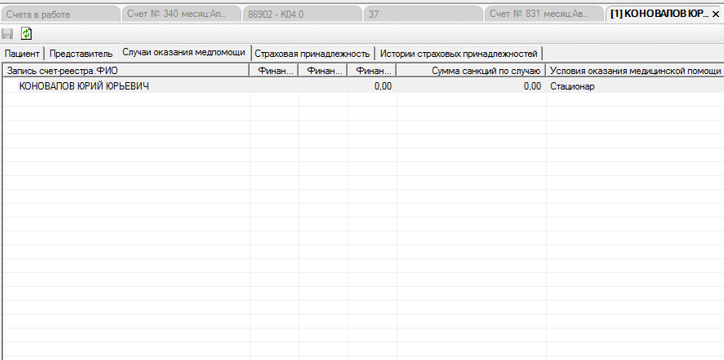 Счета в работе Счет № 340 месяц:Ап... 86902 - К04.0 37 Счет № 831 месяц:Ав... [1] КОНОВАЛОВ ЮР...
Пациент Представитель Случаи оказания медпомощи Страховая принадлежность Истории страховых принадлежностей
Запись счет-реестра.ФИО Финан... Финан... Финан... Сумма санкций по случаю Условия оказания медицинской помощи
КОНОВАЛОВ ЮРИЙ ЮРЬЕВИЧ 0,00 0,00 Стационар